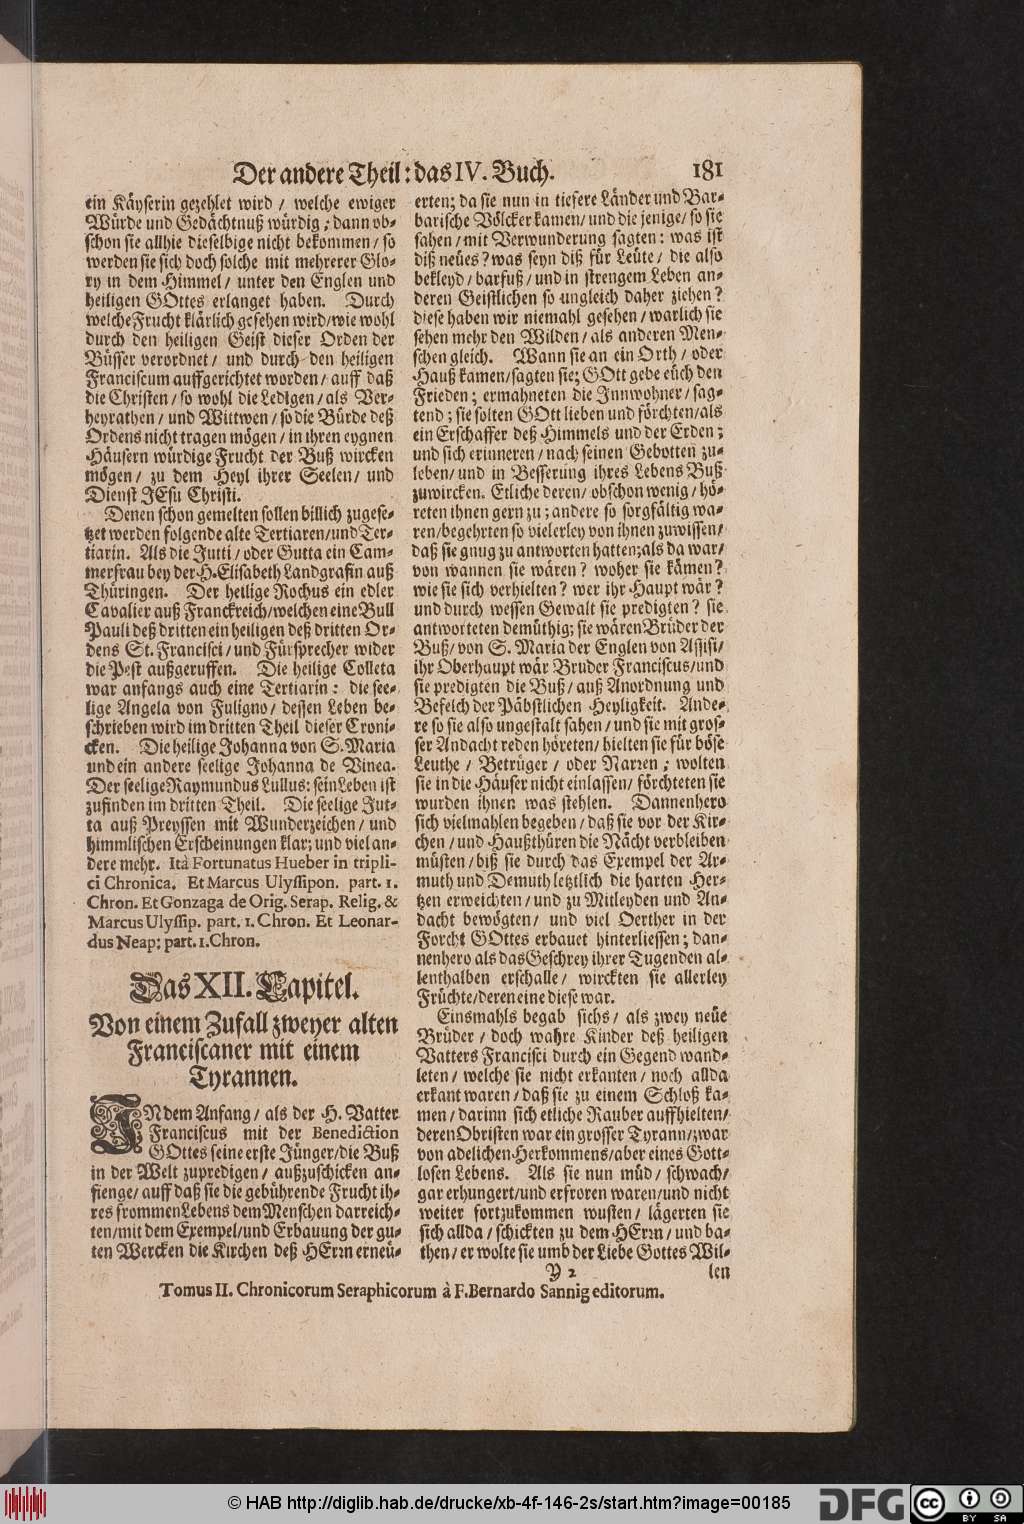 Der andere Theil: das IV. Buch. 181
ein Käyserin gezehlet wird / welche ewiger
Würde und Gedächtnuß würdig; dann ob-
schon sie allhie dieselbige nicht bekommen / so
werden sie sich doch solche mit mehrerer Glo-
ry in dem Himmel / unter den Englen und
heiligen GOttes erlanget haben. Durch
welche Frucht klärlich gesehen wird / wie wohl
durch den heiligen Geist dieser Orden der
Büsser verordnet / und durch den heiligen
Franciscum auffgerichtet worden / auff daß
die Christen / so wohl die Ledigen / als Ver-
heyrathen / und Wittwen / so die Bürde deß
Ordens nicht tragen mögen / in ihren eygnen
Häusern würdige Frucht der Buß wircken
mögen / zu dem Heyl ihrer Seelen / und
Dienst JEsu Christi.
Denen schon gemelten sollen billich zugese-
tzet werden folgende alte Tertiaren / und Ter-
tiarin. Als die Jutti / oder Gutta ein Cam-
merfrau bey der H. Elisabeth Landgrafin auß
Thüringen. Der heilige Rochus ein edler
Cavalier auß Franckreich / welchen eine Bull
Pauli deß dritten ein heiligen deß dritten Or-
dens St. Francisci / und Fürsprecher wider
die Pest außgeruffen. Die heilige Colleta
war anfangs auch eine Tertiarin: die see-
lige Angela von Fuligno / dessen Leben be-
schrieben wird im dritten Theil dieser Croni-
cken. Die heilige Johanna von S. Maria
und ein andere seelige Johanna de Vinea.
Der seelige Raymundus Lullus: sein Leben ist
zufinden im dritten Theil. Die seelige Jut-
ta auß Preyssen mit Wunderzeichen / und
himmlischen Erscheinungen klar; und viel an-
dere mehr. Ità Fortunatus Hueber in tripli-
ci Chronica. Et Marcus Ulyssipon. part. 1.
Chron. Et Gonzaga de Orig. Serap. Relig. &
Marcus Ulyssip. part. 1. Chron. Et Leonar-
dus Neap: part. 1. Chron.
Das XII. Capitel.
Von einem Zufall zweyer alten
Franciscaner mit einem
Tyrannen.
INdem Anfang / als der H. Vatter
Franciscus mit der Benediction
GOttes seine erste Jünger / die Buß
in der Welt zupredigen / außzuschicken an-
fienge / auff daß sie die gebührende Frucht ih-
res frommen Lebens dem Menschen darreich-
ten / mit dem Exempel / und Erbauung der gu-
ten Wercken die Kirchen deß HErrn erneü-
erten; da sie nun in tiefere Länder und Bar-
barische Völcker kamen / und die jenige / so sie
sahen / mit Verwunderung sagten: was ist
diß neües? was seyn diß für Leüte / die also
bekleyd / barfuß / und in strengem Leben an-
deren Geistlichen so ungleich daher ziehen?
diese haben wir niemahl gesehen / warlich sie
sehen mehr den Wilden / als anderen Men-
schen gleich. Wann sie an ein Orth / oder
Hauß kamen / sagten sie; GOtt gebe eüch den
Frieden; ermahneten die Innwohner / sag-
tend; sie solten GOtt lieben und förchten / als
ein Erschaffer deß Himmels und der Erden;
und sich erinneren / nach seinen Gebotten zu-
leben / und in Besserung ihres Lebens Buß
zuwircken. Etliche deren / obschon wenig / hö-
reten ihnen gern zu; andere so sorgfältig wa-
ren / begehrten so vielerley von ihnen zuwissen /
daß sie gnug zu antworten hatten; als da war /
von wannen sie wären? woher sie kämen?
wie sie sich verhielten? wer ihr Haupt wär?
und durch wessen Gewalt sie predigten? sie
antworteten demüthig; sie wären Brüder der
Buß / von S. Maria der Englen von Assisi /
ihr Oberhaupt wär Bruder Franciscus / und
sie predigten die Buß / auß Anordnung und
Befelch der Päbstlichen Heyligkeit. Ande-
re so sie also ungestalt sahen / und sie mit gros-
ser Andacht reden höreten / hielten sie für böse
Leuthe / Betrüger / oder Narren; wolten
sie in die Häuser nicht einlassen / förchteten sie
wurden ihnen was stehlen. Dannenhero
sich vielmahlen begeben / daß sie vor der Kir-
chen / und Haußthüren die Nächt verbleiben
müsten / biß sie durch das Exempel der Ar-
muth und Demuth letztlich die harten Her-
tzen erweichten / und zu Mitleyden und An-
dacht bewögten / und viel Oerther in der
Forcht GOttes erbauet hinterliessen; dan-
nenhero als das Geschrey ihrer Tugenden al-
lenthalben erschalle / wirckten sie allerley
Früchte / deren eine diese war.
Einsmahls begab sichs / als zwey neüe
Brüder / doch wahre Kinder deß heiligen
Vatters Francisci durch ein Gegend wand-
leten / welche sie nicht erkanten / noch allda
erkant waren / daß sie zu einem Schloß ka-
men / darinn sich etliche Rauber auffhielten /
deren Obristen war ein grosser Tyrann / zwar
von adelichen Herkommens / aber eines Gott-
losen Lebens. Als sie nun müd / schwach /
gar erhungert / und erfroren waren / und nicht
weiter fortzukommen wusten / lägerten sie
sich allda / schickten zu dem HErrn / und ba-
then / er wolte sie umb der Liebe Gottes Wil-
Y 2 len
Tomus II. Chronicorum Seraphicorum à F. Bernardo Sannig editorum.
© HAB http://diglib.hab.de/drucke/xb-4f-146-2s/start.htm?image=00185
DFG cc BY SA